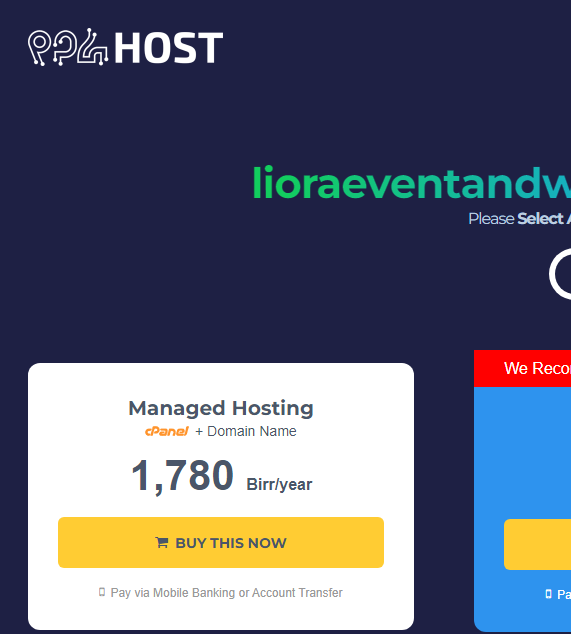 HOST
lioraeventandw
Please Select A
We Recor
Managed Hosting
cPanel + Domain Name
1,780 Birr/year
BUY THIS NOW
Pay via Mobile Banking or Account Transfer
Pa